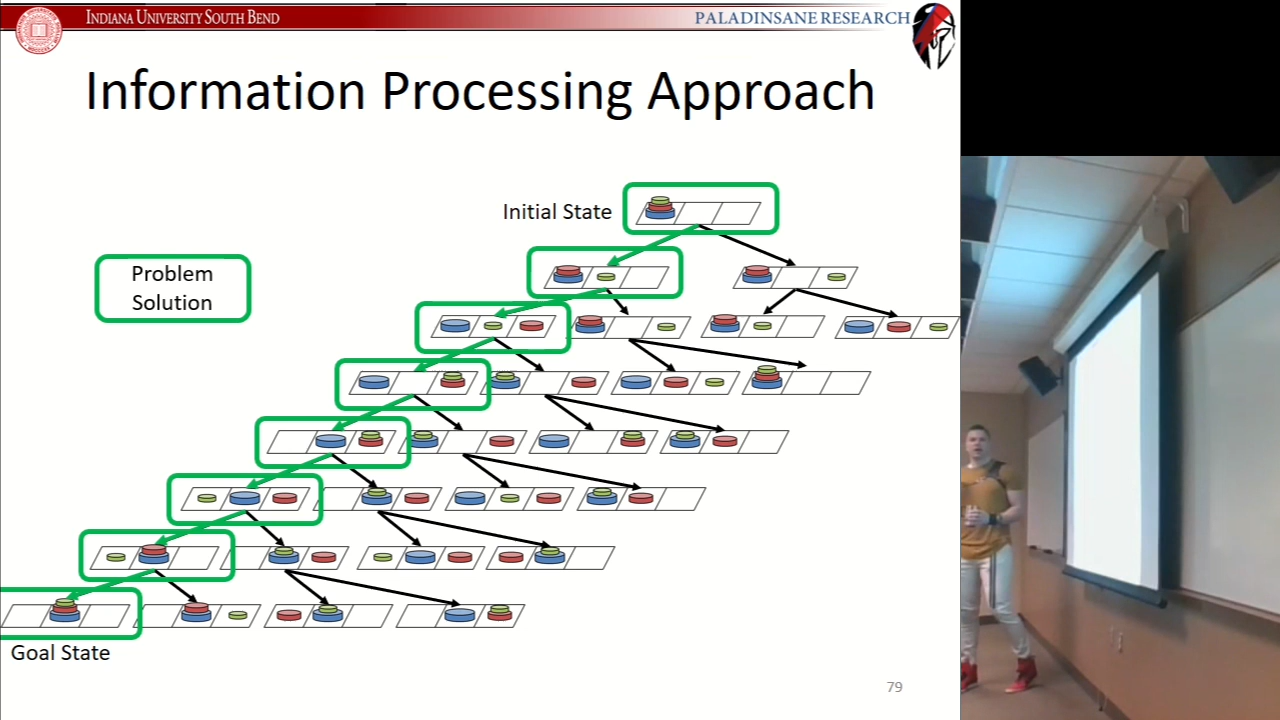 INDIANA UNIVERSITY SOUTH BEND
PALADINSANE RESEARCH
Information Processing Approach
Initial State
Problem
Solution
Goal State
79